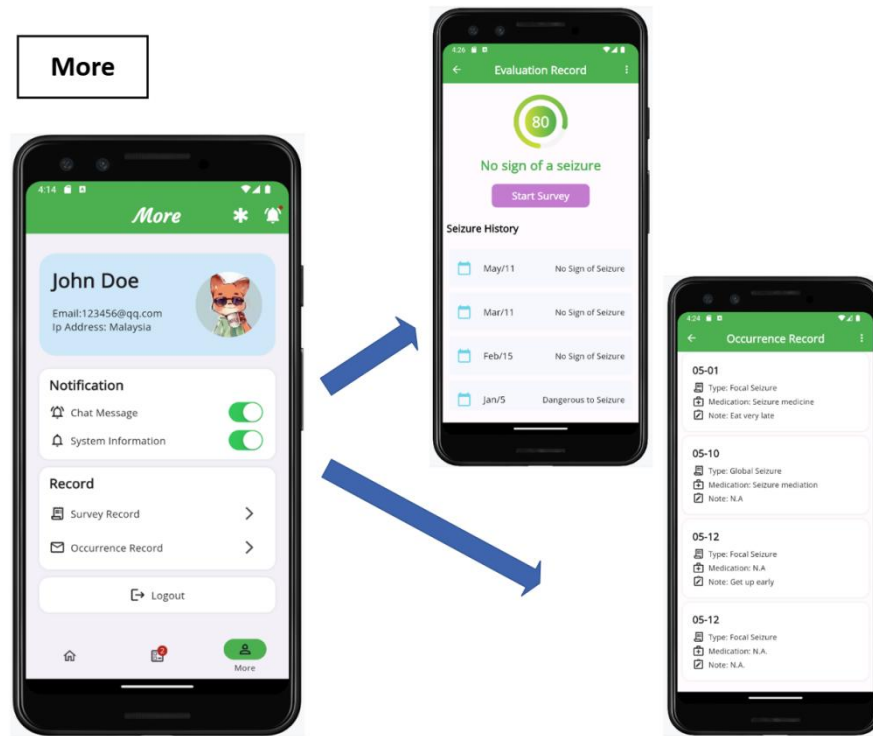 More
4:14
More
John Doe
Email:123456@qq.com
Ip Address: Malaysia
Notification
Chat Message
System Information
Record
Survey Record
Occurrence Record
Logout
2
More
4:26
Evaluation Record
80
No sign of a seizure
Start Survey
Seizure History
May/11 No Sign of Seizure
Mar/11 No Sign of Seizure
Feb/15 No Sign of Seizure
Jan/5 Dangerous to Seizure
4:24
Occurrence Record
05-01
Type: Focal Seizure
Medication: Seizure medicine
Note: Eat very late
05-10
Type: Global Seizure
Medication: Seizure mediation
Note: N.A
05-12
Type: Focal Seizure
Medication: N.A
Note: Get up early
05-12
Type: Focal Seizure
Medication: N.A.
Note: N.A.